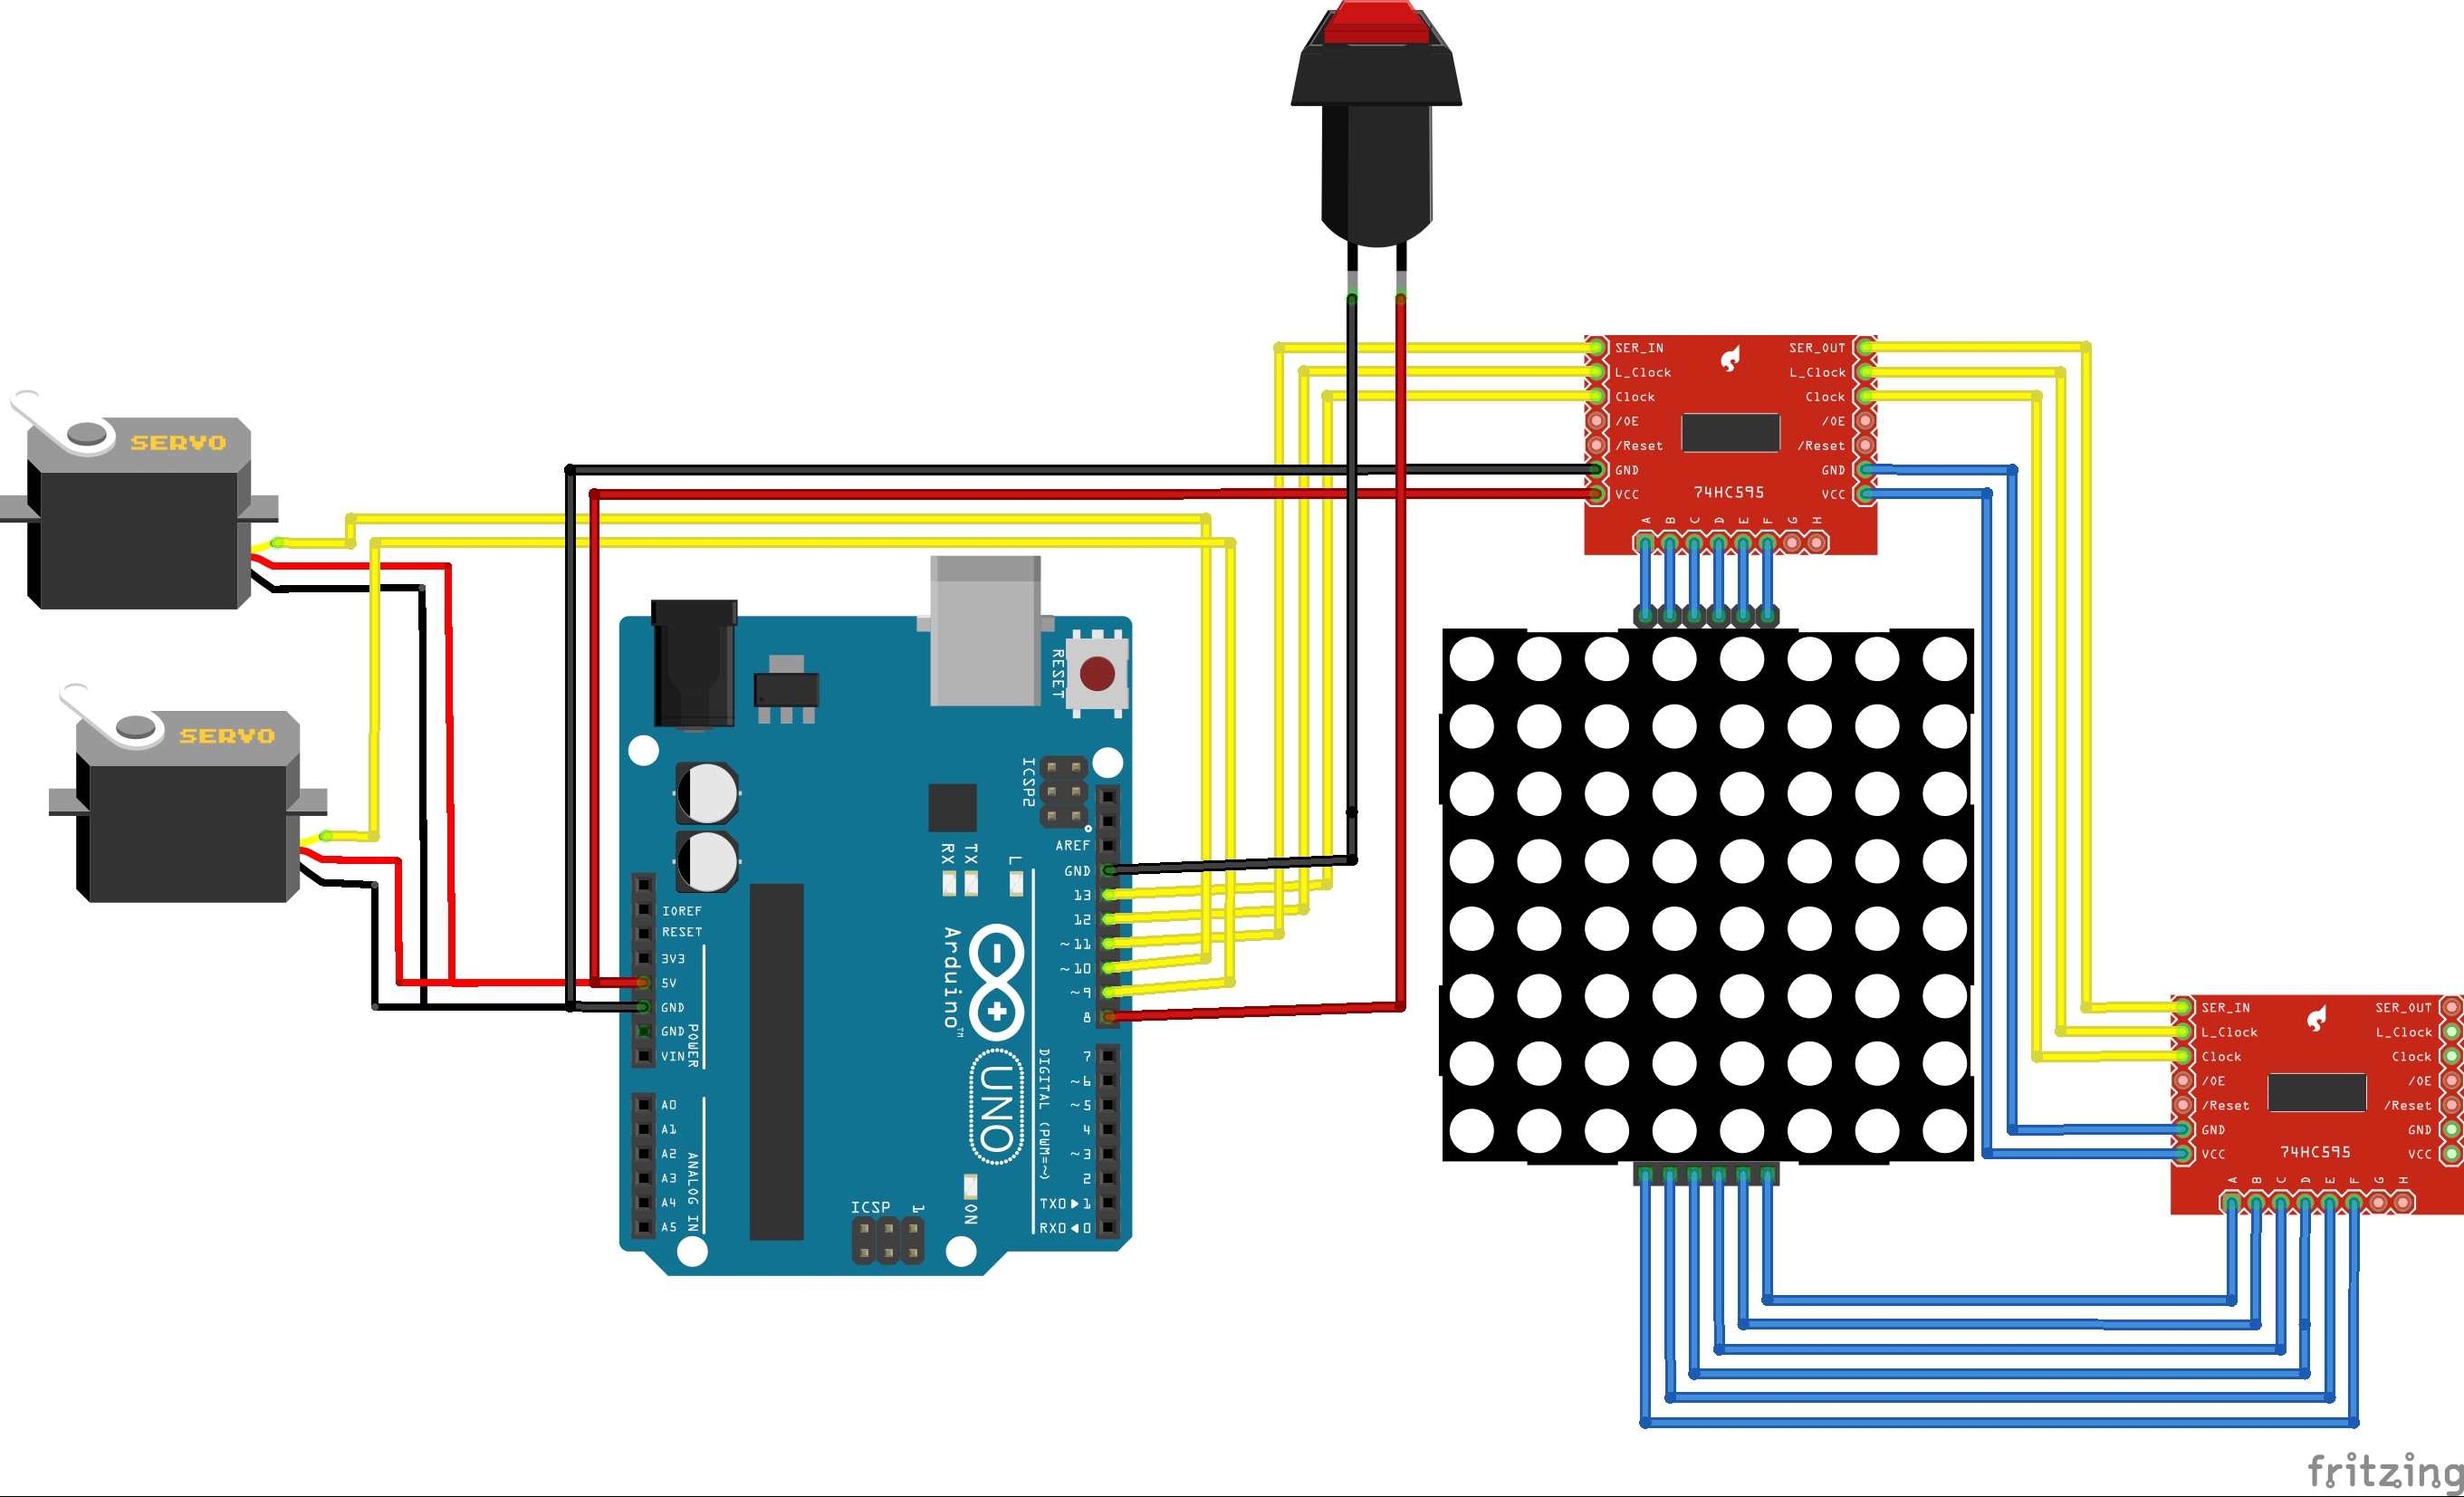 SERVO
SERVO
SER_IN
L_Clock
Clock
/OE
/Reset
GND
VCC
SER_OUT
L_Clock
Clock
/OE
/Reset
GND
VCC
74HC595
A B C D E F G H
RESET
ICSP2
AREF
GND
13
12
~11
~10
~9
8
7
~6
~5
4
~3
2
TX0▶1
RX0◀0
RX TX L
IOREF
RESET
3V3
5V
GND
GND
VIN
POWER
A0
A1
A2
A3
A4
A5
ANALOG IN
Arduino™
UNO
DIGITAL (PWM=~)
ICSP 1
ON
SER_IN
L_Clock
Clock
/OE
/Reset
GND
VCC
SER_OUT
L_Clock
Clock
/OE
/Reset
GND
VCC
74HC595
A B C D E F G H
fritzing